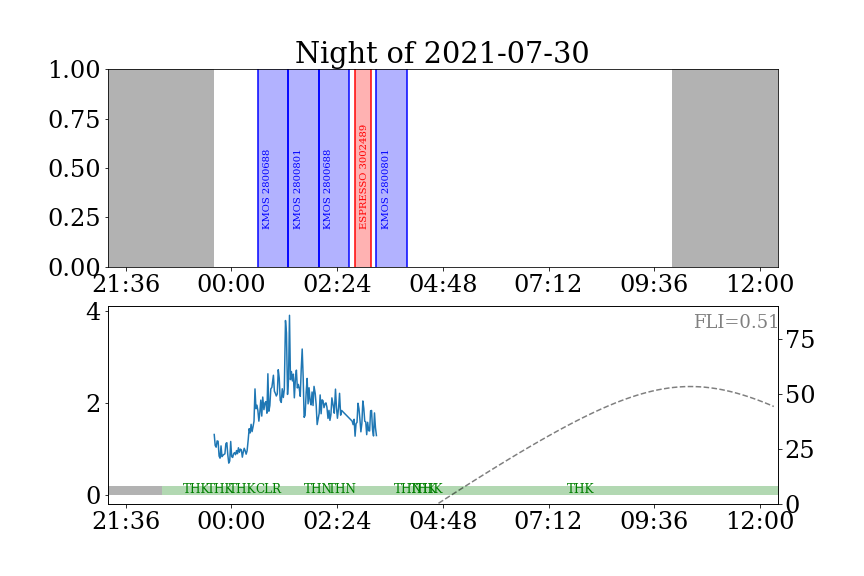 Night of 2021-07-30
1.00
0.75
0.50
0.25
0.00
KMOS 2800688
KMOS 2800801
KMOS 2800688
ESPRESSO 3002489
KMOS 2800801
21:36 00:00 02:24 04:48 07:12 09:36 12:00
FLI=0.51
4
2
0
75
50
25
0
THK THK THK CLR THN THN THN THK THK THK
21:36 00:00 02:24 04:48 07:12 09:36 12:00